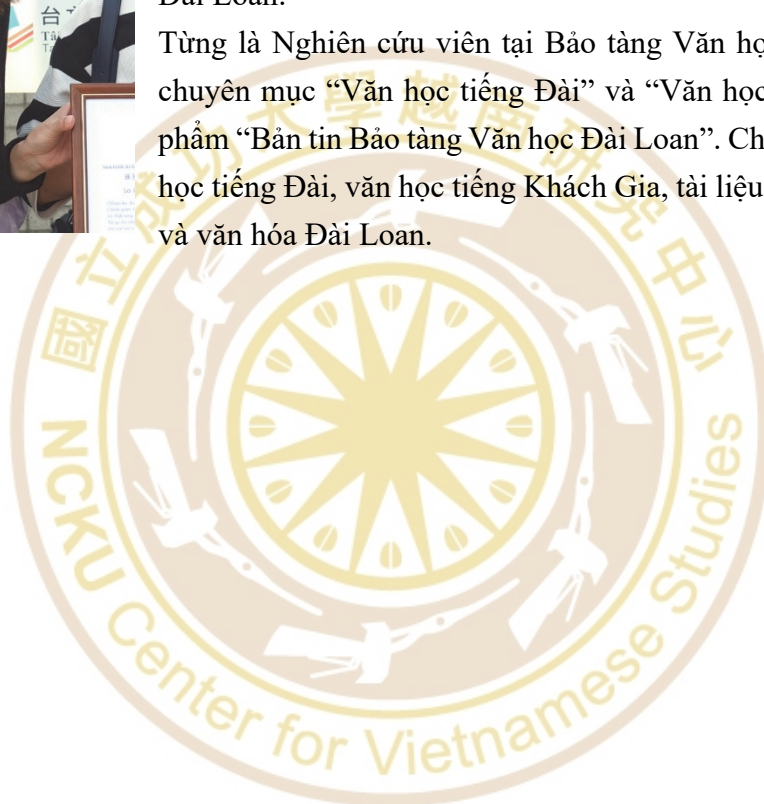 Đài Loan.
Từng là Nghiên cứu viên tại Bảo tàng Văn họ
chuyên mục “Văn học tiếng Đài” và “Văn học
phẩm “Bản tin Bảo tàng Văn học Đài Loan”. Ch
học tiếng Đài, văn học tiếng Khách Gia, tài liệu
và văn hóa Đài Loan.
台
國立成功大學越南研究中心
NCKU Center for Vietnamese Studies